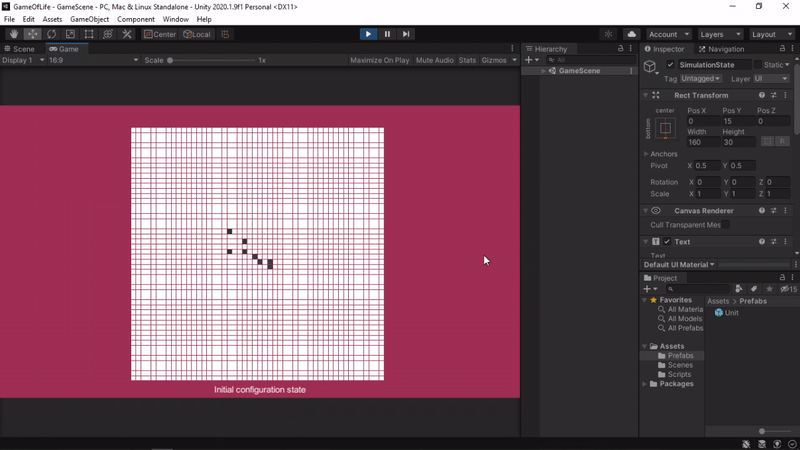 GameOfLife - GameScene - PC, Mac & Linux Standalone - Unity 2020.1.9f1 Personal <DX11>
File Edit Assets GameObject Component Window Help
Center Local Account Layers Layout
Scene Game Hierarchy Inspector Navigation
Display 1 16:9 Scale 1x Maximize On Play Mute Audio Stats Gizmos All
GameScene
SimulationState Static
Tag Untagged Layer UI
Rect Transform
center Pos X Pos Y Pos Z
bottom 0 15 0
Width Height
160 30 R
Anchors
Pivot X 0.5 Y 0.5
Rotation X 0 Y 0 Z 0
Scale X 1 Y 1 Z 1
Canvas Renderer
Cull Transparent Mes
Text
Text
Default UI Material
Project
15
Favorites
All Materia
All Models
All Prefabs
Assets
Prefabs
Scenes
Scripts
Packages
Assets > Prefabs
Unit
Initial configuration state